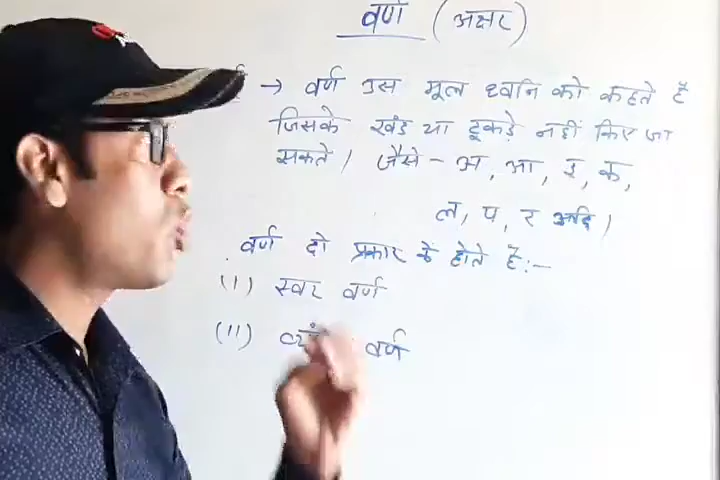 वर्ण (अक्षर)
→ वर्ण उस मूल ध्वनि को कहते है
जिसके खंड या टूकड़े नहीं किए जा
सकते। जैसे - अ, आ, इ, क,
ल, प, र आदि।
वर्ण दो प्रकार के होते है:-
(I) स्वर वर्ण
(II) वर्ण